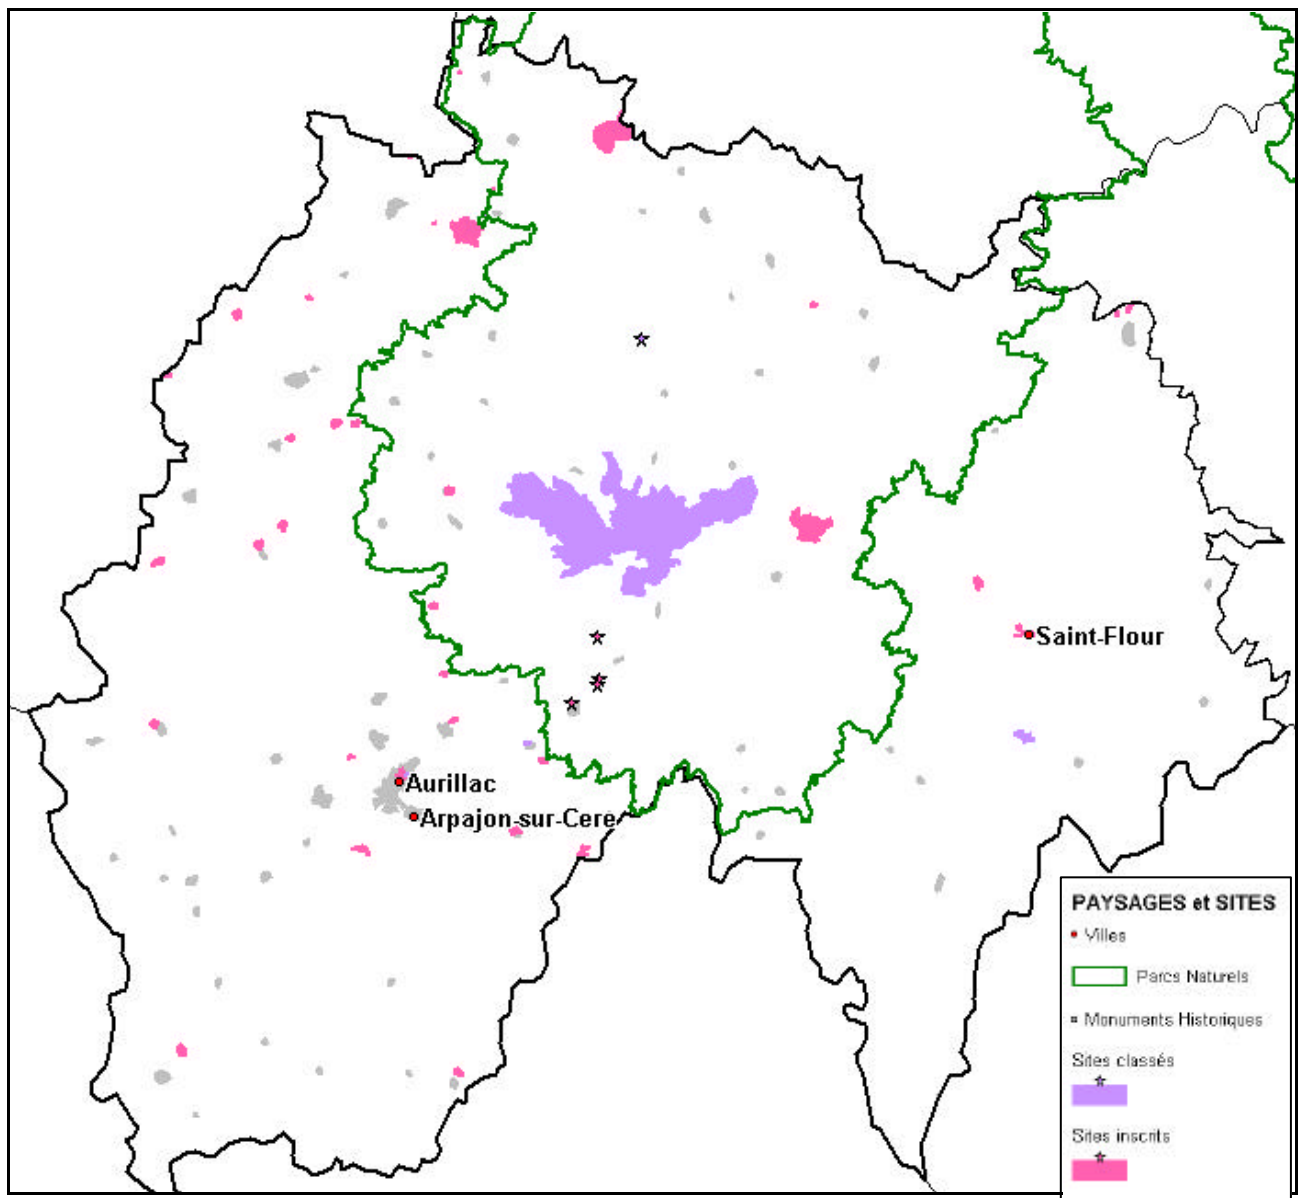 Saint-Flour
Aurillac
Arpajon-sur-Cere
PAYSAGES et SITES
Villes
Parcs Naturels
Monuments Historiques
Sites classés
Sites inscrits